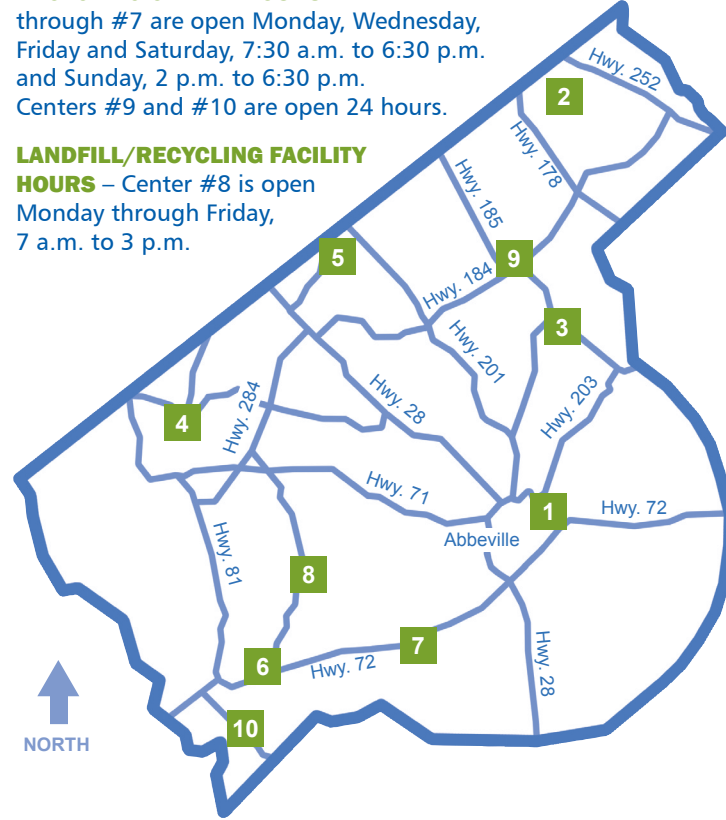 through #7 are open Monday, Wednesday,
Friday and Saturday, 7:30 a.m. to 6:30 p.m.
and Sunday, 2 p.m. to 6:30 p.m.
Centers #9 and #10 are open 24 hours.
LANDFILL/RECYCLING FACILITY
HOURS – Center #8 is open
Monday through Friday,
7 a.m. to 3 p.m.
Hwy. 252
2
Hwy. 178
Hwy. 185
5
9
Hwy. 184
3
Hwy. 201
Hwy. 203
Hwy. 28
Hwy. 284
4
Hwy. 71
1
Hwy. 72
Abbeville
Hwy. 81
8
7
6
Hwy. 72
Hwy. 28
10
NORTH